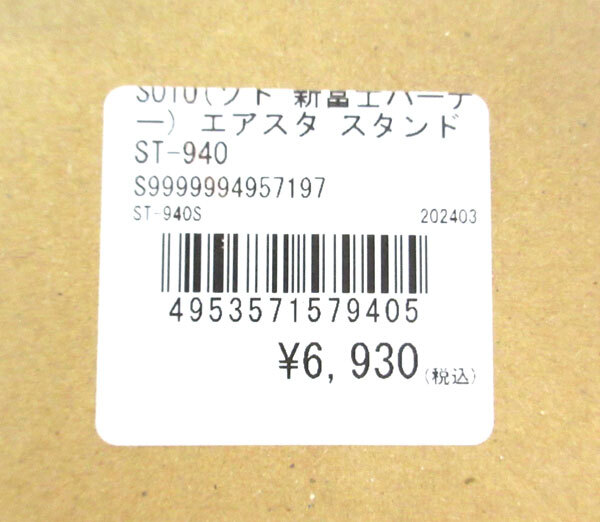 SOTO(ソト 新富士バーナ
ー) エアスタ スタンド
ST-940
S9999994957197
ST-940S 202403
4953571579405
¥6,930(税込)